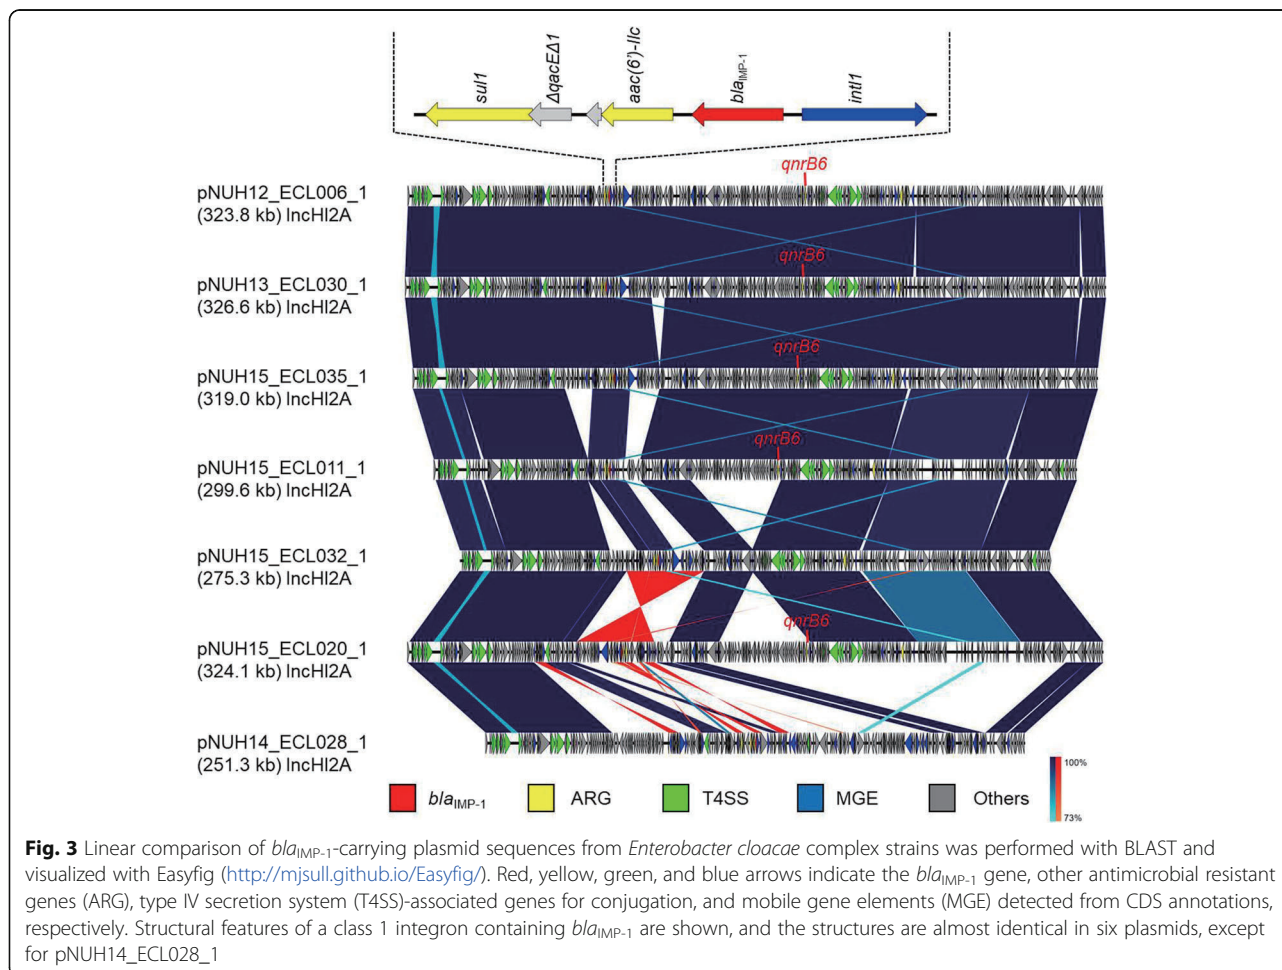 sul1
ΔqacEΔ1
aac(6')-IIc
blaIMP-1
intI1
qnrB6
pNUH12_ECL006_1
(323.8 kb) IncHI2A
qnrB6
pNUH13_ECL030_1
(326.6 kb) IncHI2A
qnrB6
pNUH15_ECL035_1
(319.0 kb) IncHI2A
qnrB6
pNUH15_ECL011_1
(299.6 kb) IncHI2A
pNUH15_ECL032_1
(275.3 kb) IncHI2A
qnrB6
pNUH15_ECL020_1
(324.1 kb) IncHI2A
pNUH14_ECL028_1
(251.3 kb) IncHI2A
blaIMP-1 ARG T4SS MGE Others
100%
73%
Fig. 3 Linear comparison of blaIMP-1-carrying plasmid sequences from Enterobacter cloacae complex strains was performed with BLAST and
visualized with Easyfig (http://mjsull.github.io/Easyfig/). Red, yellow, green, and blue arrows indicate the blaIMP-1 gene, other antimicrobial resistant
genes (ARG), type IV secretion system (T4SS)-associated genes for conjugation, and mobile gene elements (MGE) detected from CDS annotations,
respectively. Structural features of a class 1 integron containing blaIMP-1 are shown, and the structures are almost identical in six plasmids, except
for pNUH14_ECL028_1